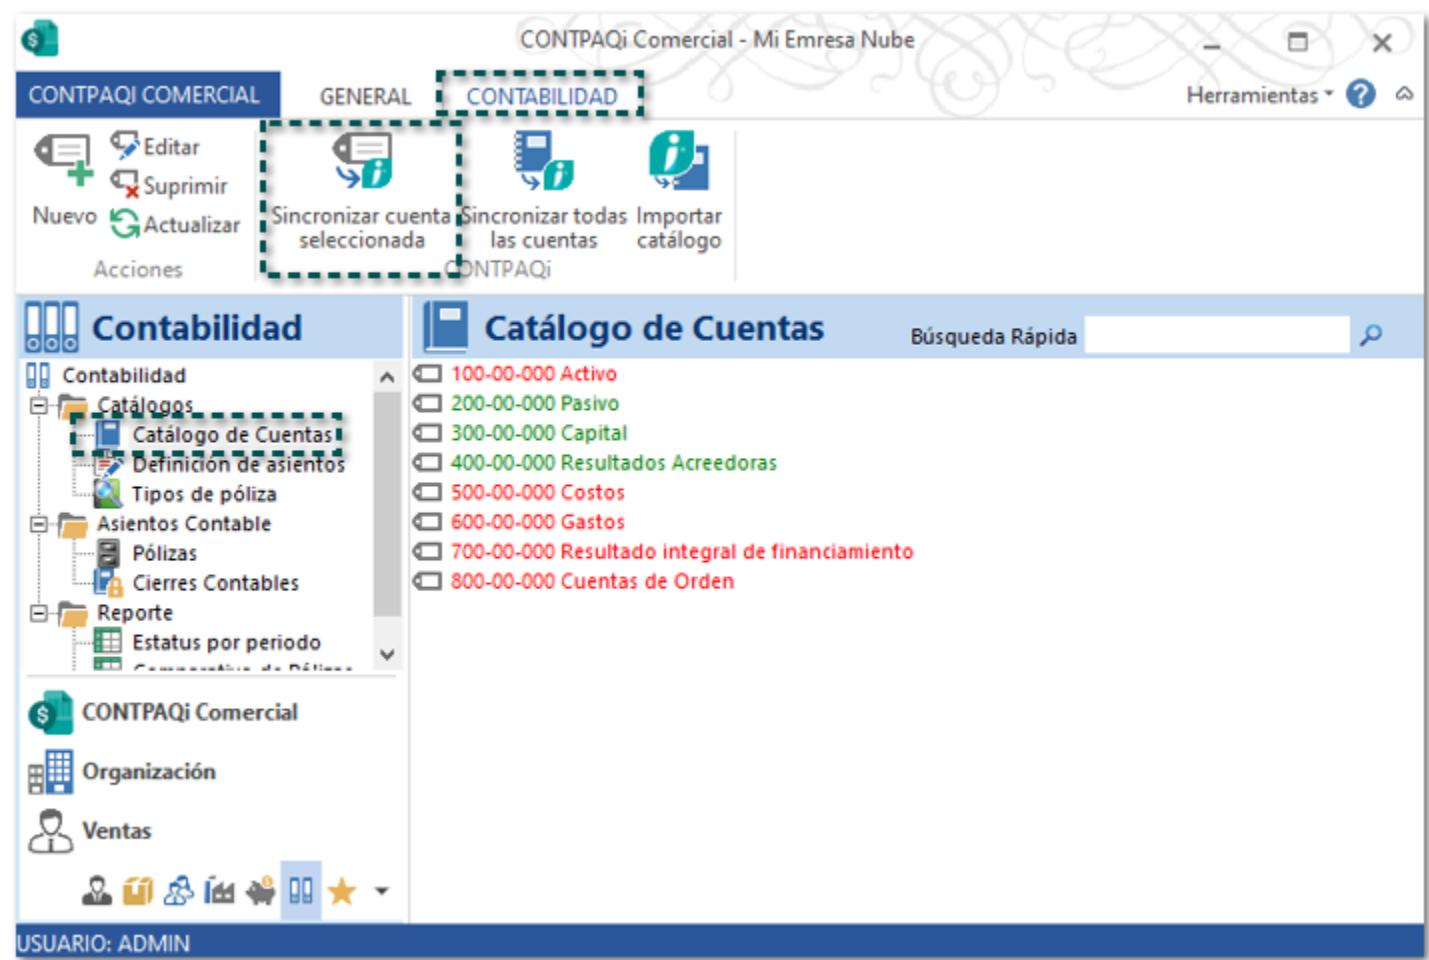 CONTPAQi Comercial - Mi Emresa Nube
CONTPAQI COMERCIAL
GENERAL
CONTABILIDAD
Herramientas
Nuevo
Editar
Suprimir
Actualizar
Acciones
Sincronizar cuenta
seleccionada
Sincronizar todas
las cuentas
Importar
catálogo
CONTPAQi
Contabilidad
Contabilidad
Catálogos
Catálogo de Cuentas
Definición de asientos
Tipos de póliza
Asientos Contable
Pólizas
Cierres Contables
Reporte
Estatus por periodo
Comparativo de Pólizas
CONTPAQi Comercial
Organización
Ventas
Catálogo de Cuentas
Búsqueda Rápida
100-00-000 Activo
200-00-000 Pasivo
300-00-000 Capital
400-00-000 Resultados Acreedoras
500-00-000 Costos
600-00-000 Gastos
700-00-000 Resultado integral de financiamiento
800-00-000 Cuentas de Orden
USUARIO: ADMIN